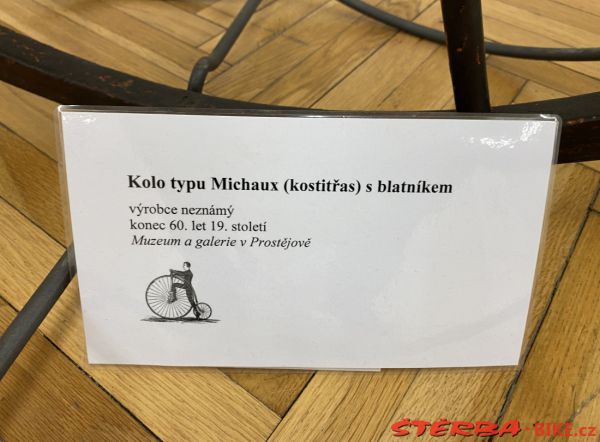 Kolo typu Michaux (kostitřas) s blatníkem
výrobce neznámý
konec 60. let 19. století
Muzeum a galerie v Prostějově
ŠTĚRBA-BIKE.cz